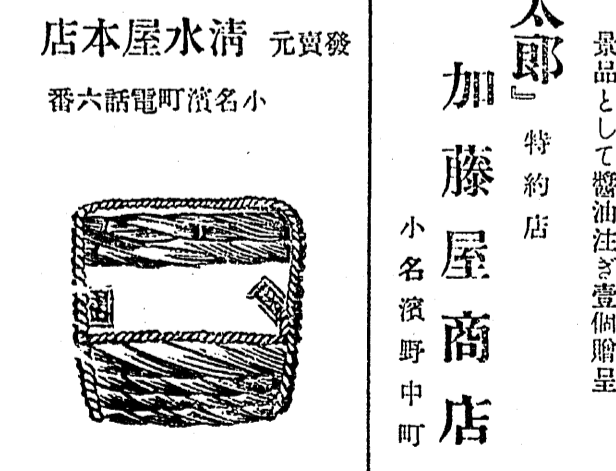 景品として醬油注ぎ壹個贈呈
太郎』特約店
加藤屋商店
小名濱野中町
發賣元 清水屋本店
小名濱町電話六番